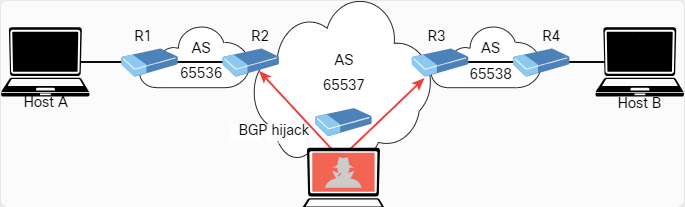 R1
R2
R3
R4
AS
65536
AS
65537
AS
65538
Host A
Host B
BGP hijack